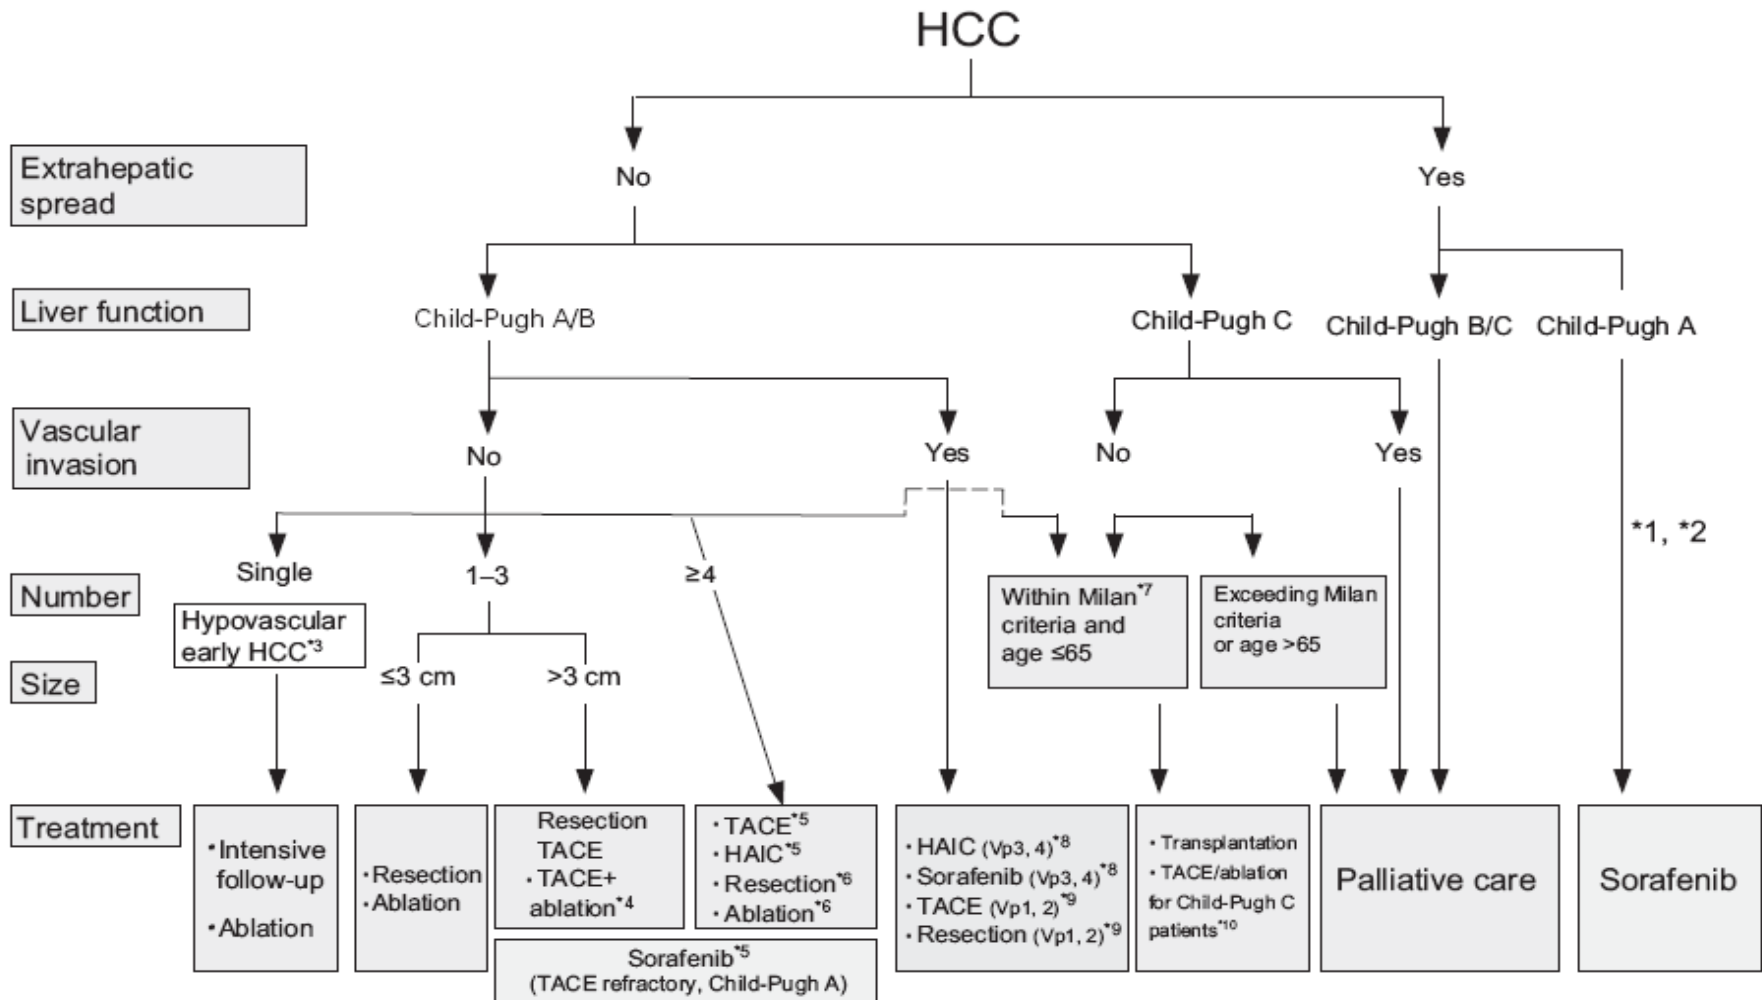 HCC
Extrahepatic
spread
No
Yes
Liver function
Child-Pugh A/B
Child-Pugh C
Child-Pugh B/C
Child-Pugh A
Vascular
invasion
No
Yes
No
Yes
*1, *2
Number
Single
1–3
≥4
Hypovascular
early HCC*3
Within Milan*7
criteria and
age ≤65
Exceeding Milan
criteria
or age >65
Size
≤3 cm
>3 cm
Treatment
・Intensive
follow-up
・Ablation
・Resection
・Ablation
Resection
TACE
・TACE+
ablation*4
・TACE*5
・HAIC*5
・Resection*6
・Ablation*6
Sorafenib*5
(TACE refractory, Child-Pugh A)
・HAIC (Vp3, 4)*8
・Sorafenib (Vp3, 4)*8
・TACE (Vp1, 2)*9
・Resection (Vp1, 2)*9
・Transplantation
・TACE/ablation
for Child-Pugh C
patients*10
Palliative care
Sorafenib